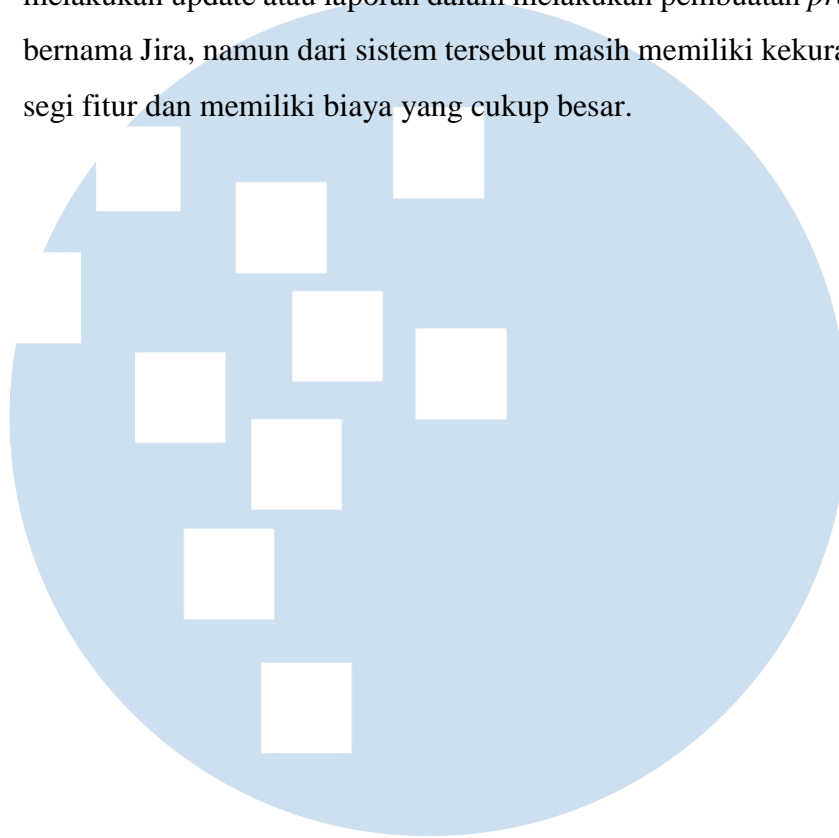 melakukan update atau laporan dalam melakukan pembuatan
bernama Jira, namun dari sistem tersebut masih memiliki
segi fitur dan memiliki biaya yang cukup besar.